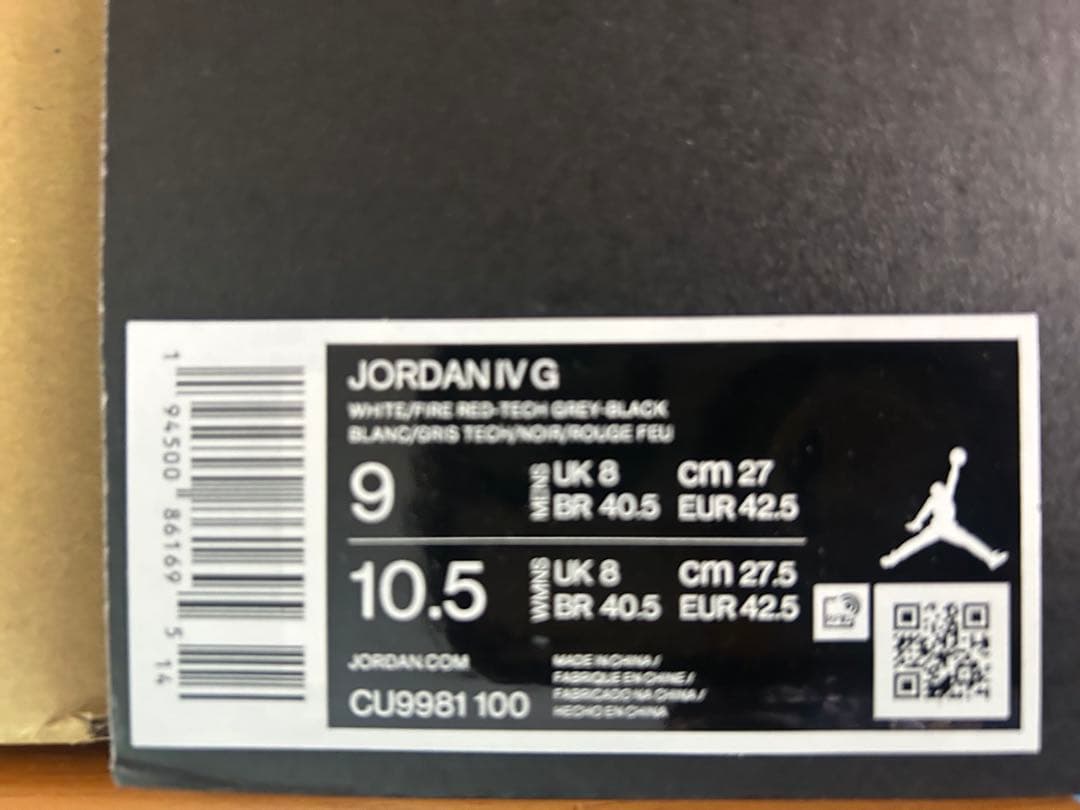 1 94500 86169 5 14
JORDAN IV G
WHITE/FIRE RED-TECH GREY-BLACK
BLANC/GRIS TECH/NOIR/ROUGE FEU
9 MENS UK 8 cm 27
BR 40.5 EUR 42.5
10.5 WMNS UK 8 cm 27.5
BR 40.5 EUR 42.5
JORDAN.COM
CU9981 100
MADE IN CHINA /
FABRIQUE EN CHINE /
FABRICADO NA CHINA /
HECHO EN CHINA